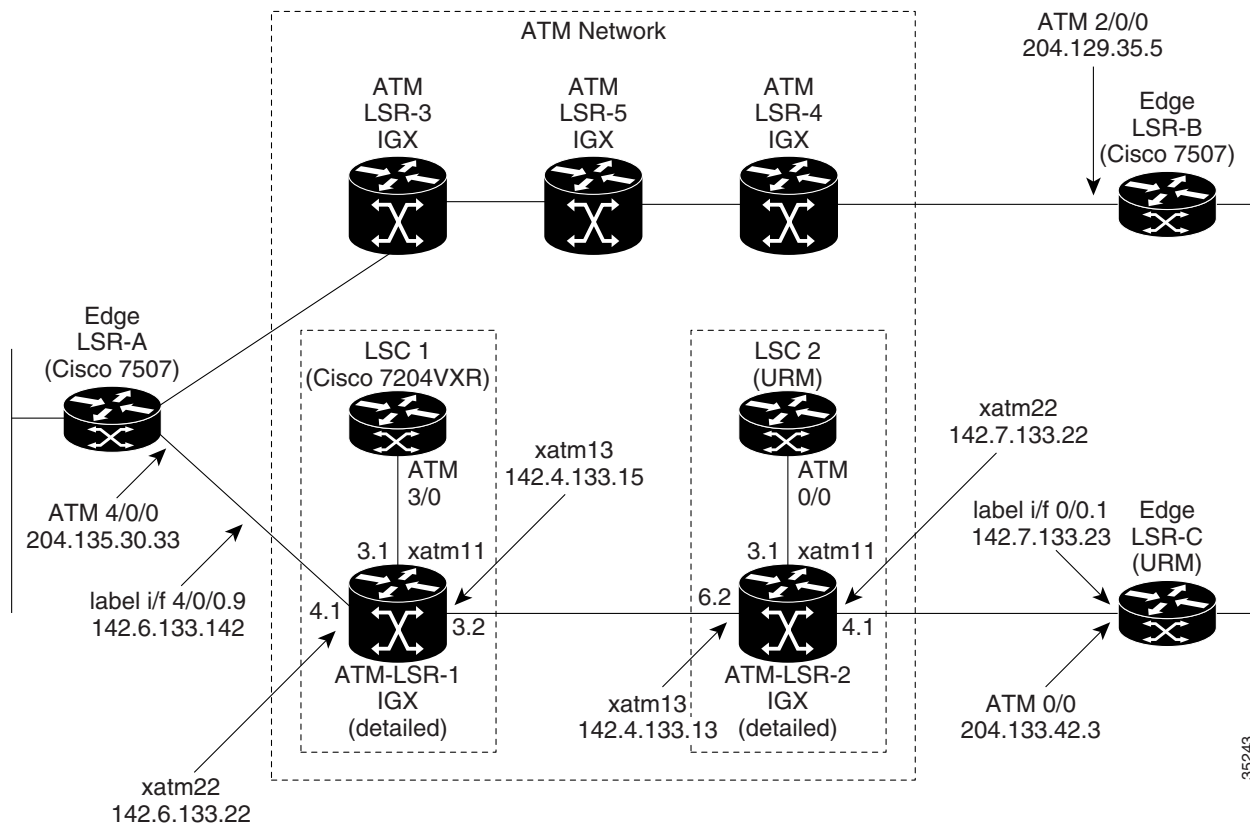 ATM Network
ATM 2/0/0
204.129.35.5
ATM
LSR-3
IGX
ATM
LSR-5
IGX
ATM
LSR-4
IGX
Edge
LSR-B
(Cisco 7507)
Edge
LSR-A
(Cisco 7507)
LSC 1
(Cisco 7204VXR)
LSC 2
(URM)
xatm22
142.7.133.22
xatm13
142.4.133.15
ATM
3/0
ATM
0/0
ATM 4/0/0
204.135.30.33
label i/f 0/0.1
142.7.133.23
Edge
LSR-C
(URM)
3.1
xatm11
3.1
xatm11
label i/f 4/0/0.9
142.6.133.142
4.1
3.2
6.2
4.1
ATM-LSR-1
IGX
(detailed)
ATM-LSR-2
IGX
(detailed)
xatm13
142.4.133.13
ATM 0/0
204.133.42.3
xatm22
142.6.133.22
35243